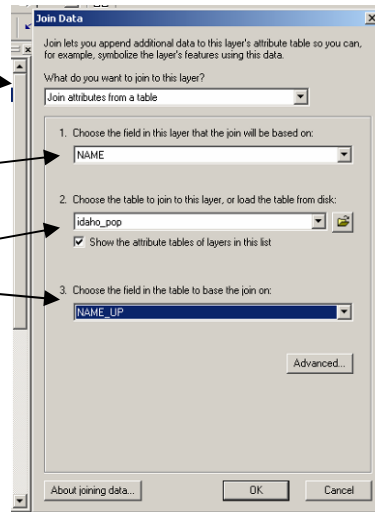 Join Data
Join lets you append additional data to this layer's attribute table so you can,
for example, symbolize the layer's features using this data.
What do you want to join to this layer?
Join attributes from a table
1. Choose the field in this layer that the join will be based on:
NAME
2. Choose the table to join to this layer, or load the table from disk:
idaho_pop
Show the attribute tables of layers in this list
3. Choose the field in the table to base the join on:
NAME_UP
Advanced...
About joining data...
OK
Cancel